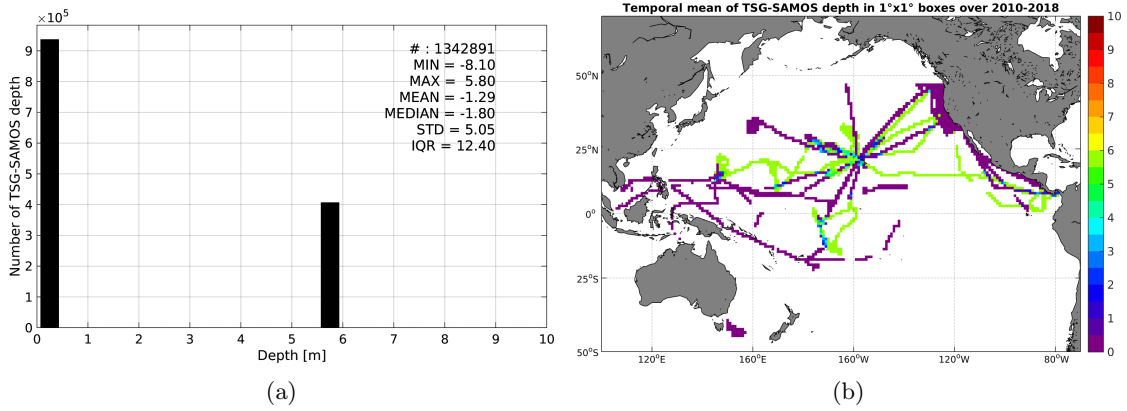 ×10⁵
9
8
7
6
5
4
3
2
1
0
Number of TSG-SAMOS depth
# : 1342891
MIN = -8.10
MAX = 5.80
MEAN = -1.29
MEDIAN = -1.80
STD = 5.05
IQR = 12.40
0 1 2 3 4 5 6 7 8 9 10
Depth [m]
(a)
Temporal mean of TSG-SAMOS depth in 1°x1° boxes over 2010-2018
50°N
25°N
0°
25°S
50°S
120°E 160°E 160°W 120°W 80°W
10
9
8
7
6
5
4
3
2
1
0
(b)